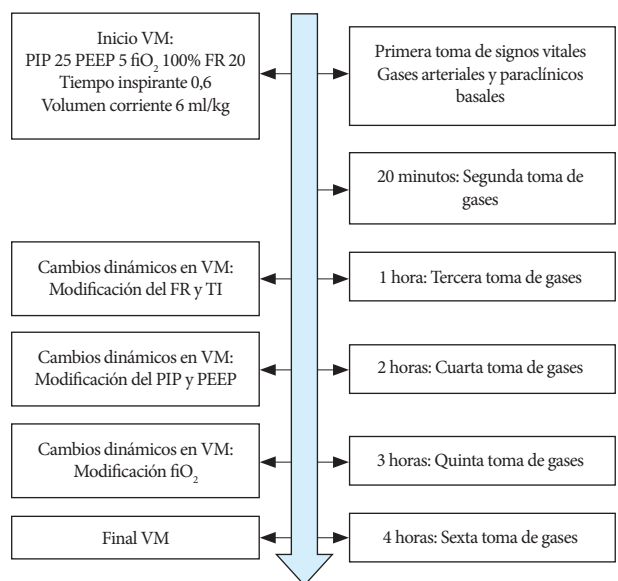 Inicio VM:
PIP 25 PEEP 5 fiO₂ 100% FR 20
Tiempo inspirante 0,6
Volumen corriente 6 ml/kg
Primera toma de signos vitales
Gases arteriales y paraclínicos
basales
20 minutos: Segunda toma de
gases
Cambios dinámicos en VM:
Modificación del FR y TI
1 hora: Tercera toma de gases
Cambios dinámicos en VM:
Modificación del PIP y PEEP
2 horas: Cuarta toma de gases
Cambios dinámicos en VM:
Modificación fiO₂
3 horas: Quinta toma de gases
Final VM
4 horas: Sexta toma de gases